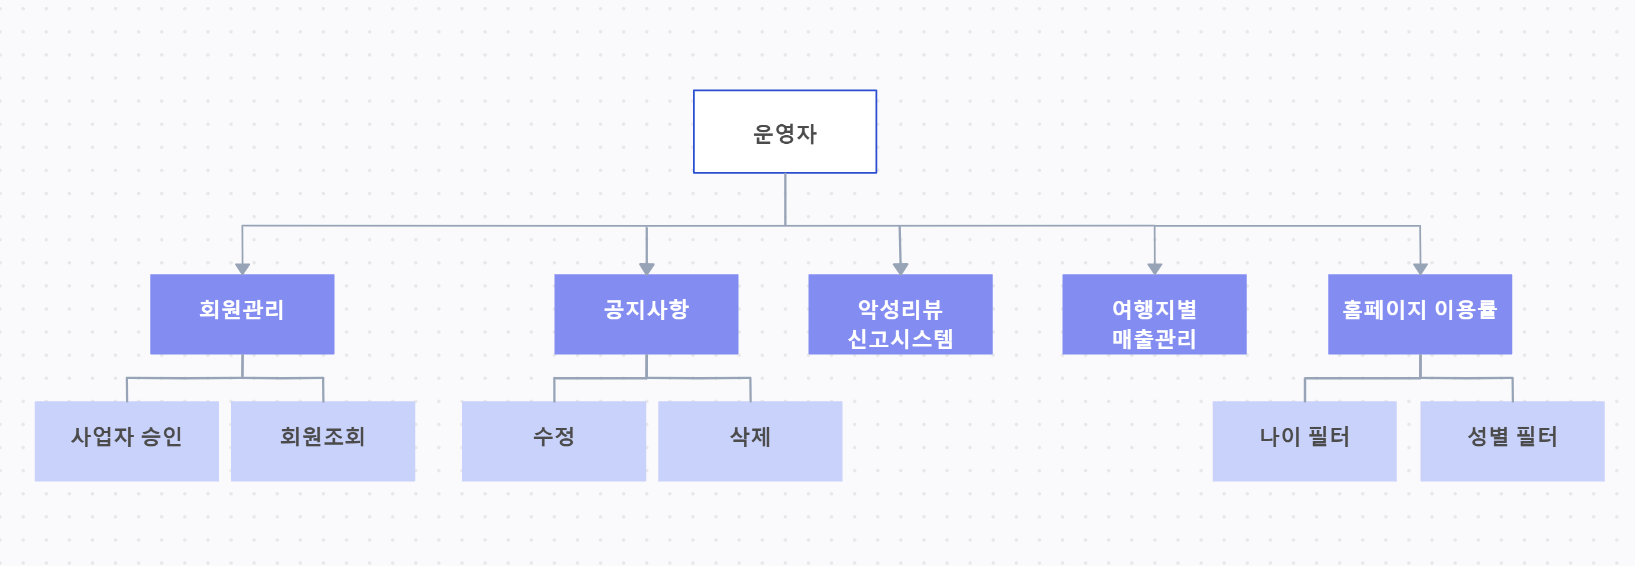 운영자
회원관리
공지사항
악성리뷰
신고시스템
여행지별
매출관리
홈페이지 이용률
사업자 승인
회원조회
수정
삭제
나이 필터
성별 필터